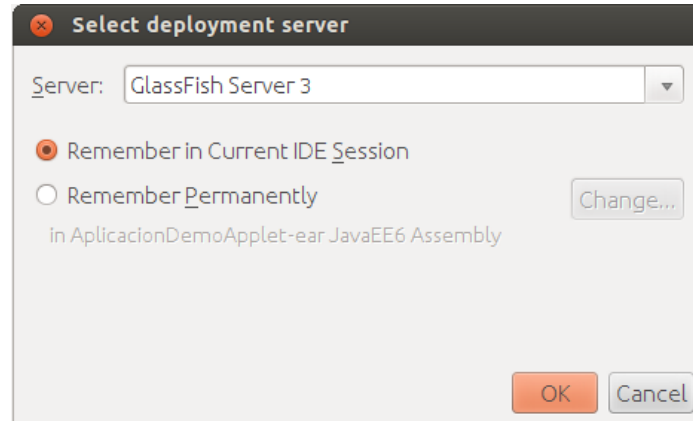 Select deployment server
Server: GlassFish Server 3
Remember in Current IDE Session
Remember Permanently
Change...
in AplicacionDemoApplet-ear JavaEE6 Assembly
OK Cancel